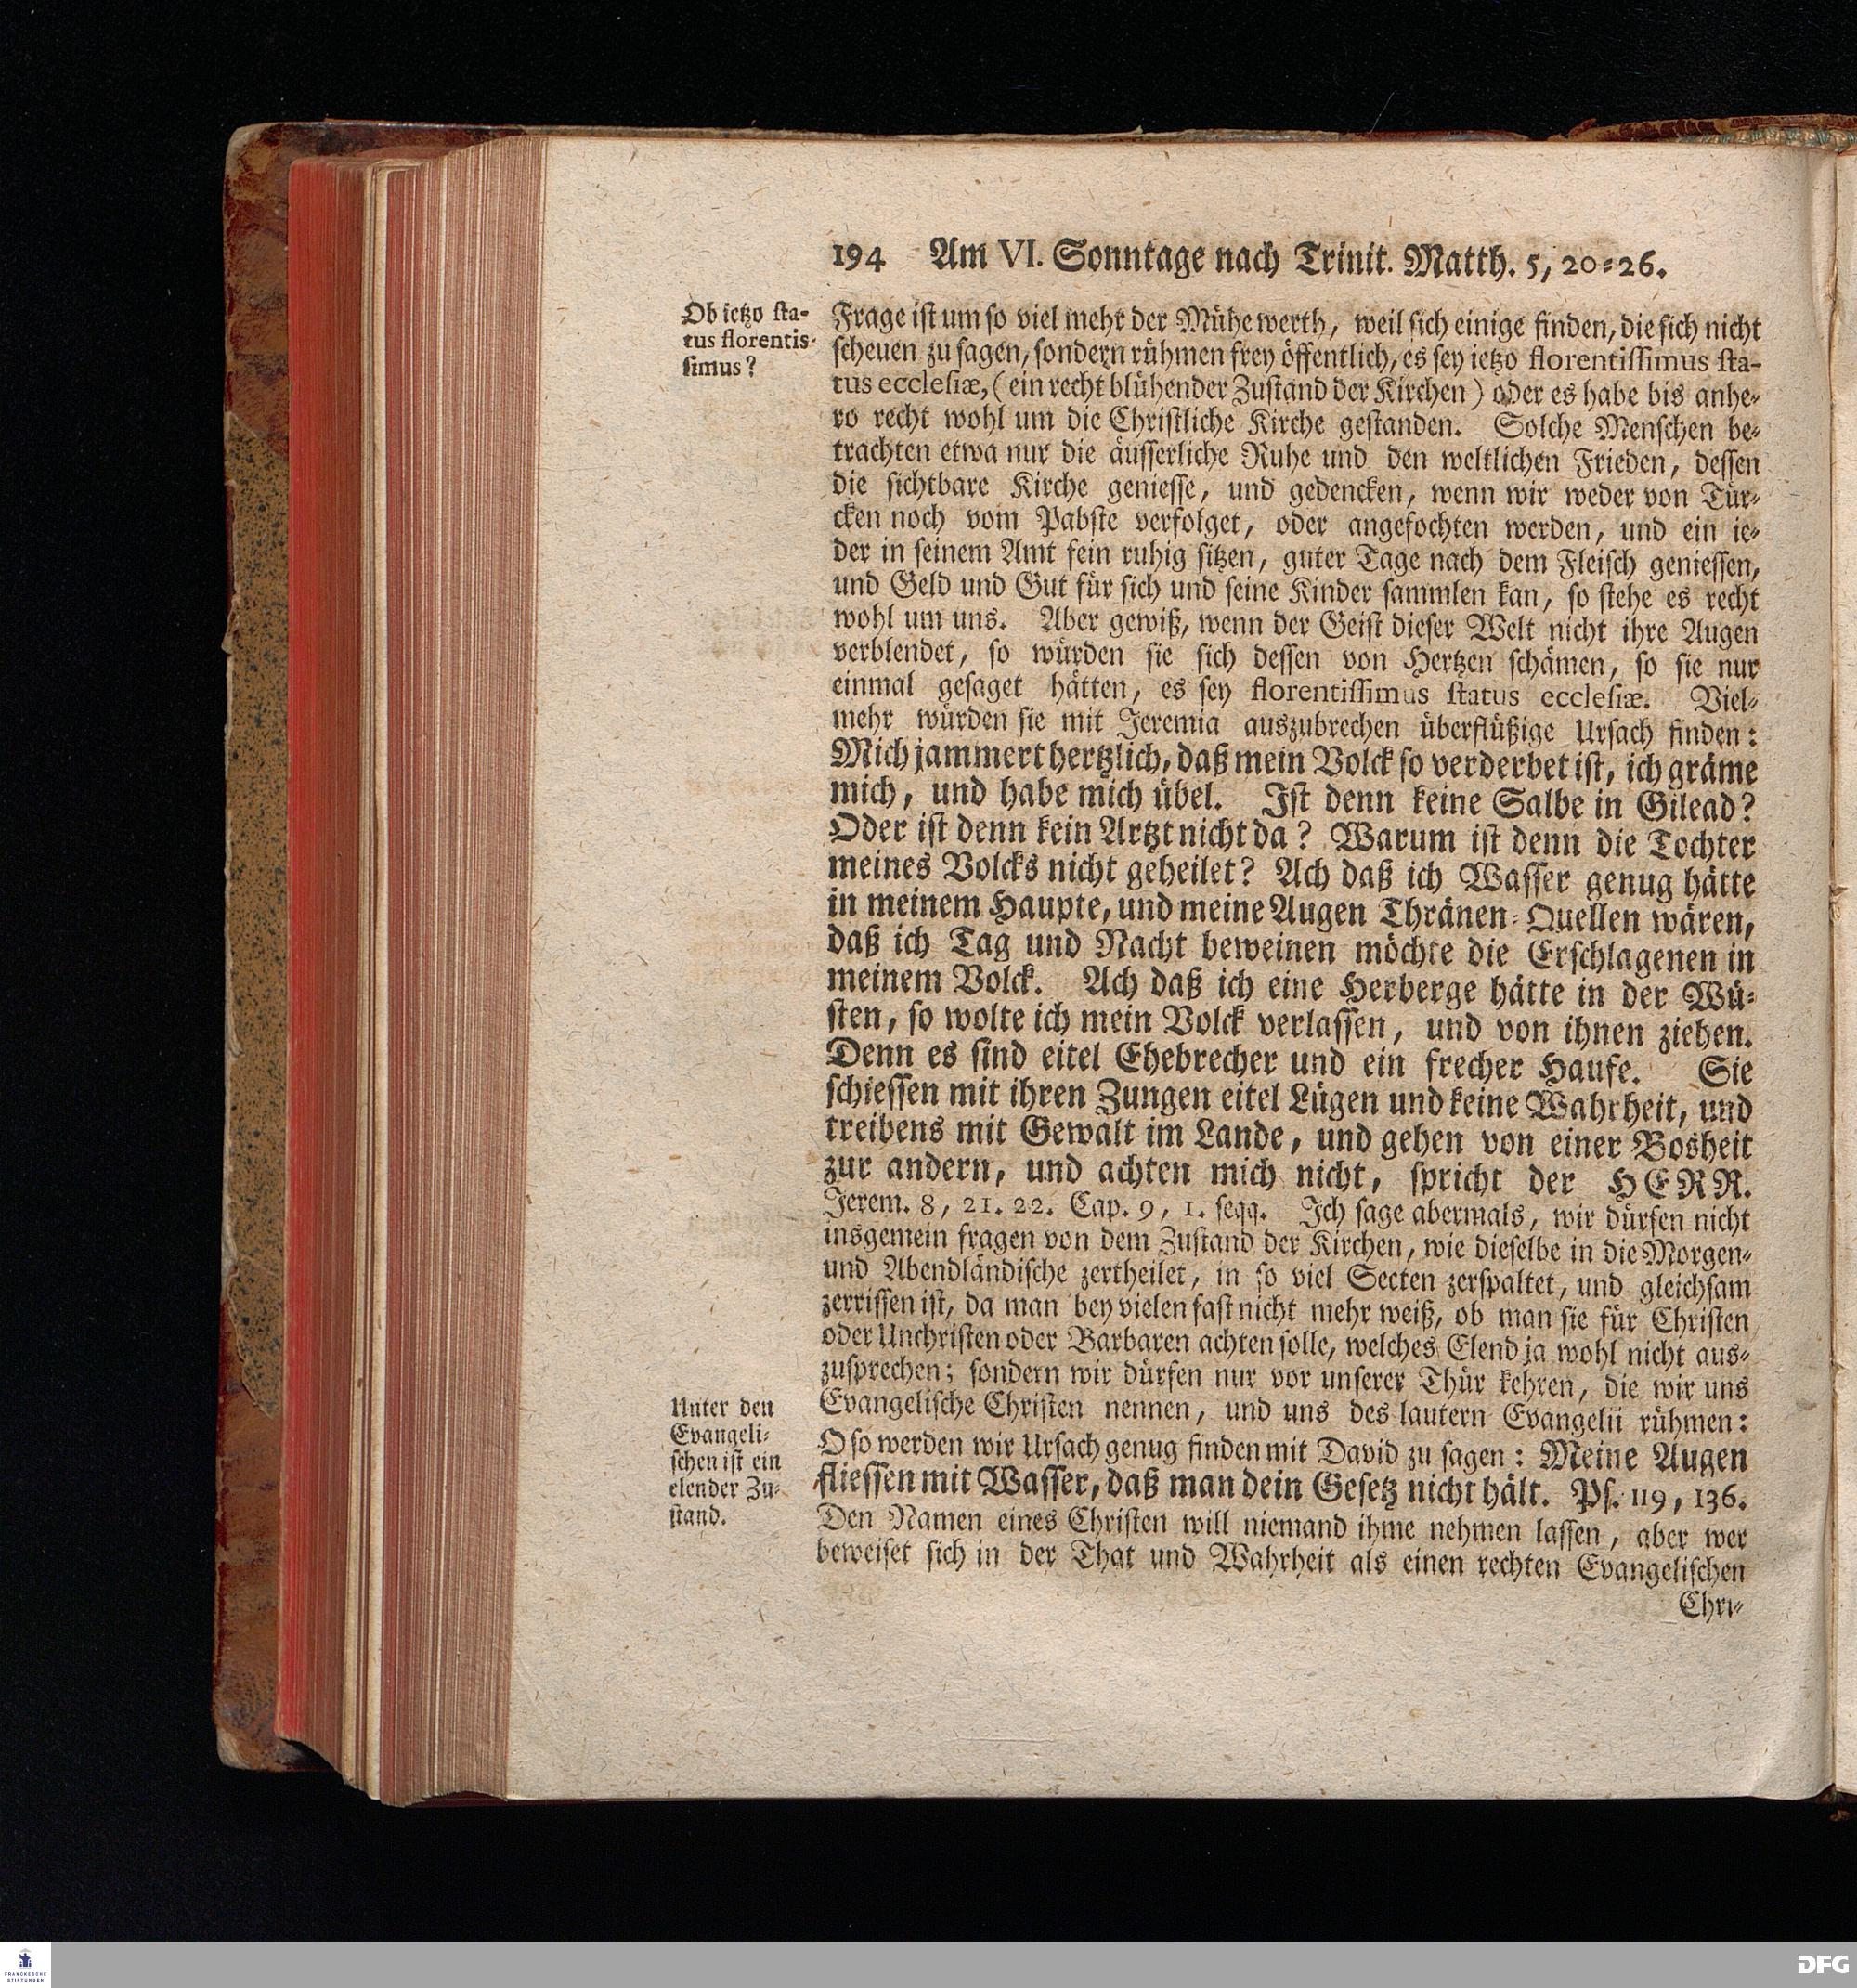 194 Am VI. Sonntage nach Trinit. Matth. 5, 20-26.
Ob ietzo sta-
tus florentis-
simus?
Frage ist um so viel mehr der Mühe werth, weil sich einige finden, die sich nicht
scheuen zu sagen, sondern rühmen frey öffentlich, es sey ietzo florentissimus sta-
tus ecclesiæ, (ein recht blühender Zustand der Kirchen) oder es habe bis anhe-
ro recht wohl um die Christliche Kirche gestanden. Solche Menschen be-
trachten etwa nur die äusserliche Ruhe und den weltlichen Frieden, dessen
die sichtbare Kirche geniesse, und gedencken, wenn wir weder von Tür-
cken noch vom Pabste verfolget, oder angefochten werden, und ein ie-
der in seinem Amt fein ruhig sitzen, guter Tage nach dem Fleisch geniessen,
und Geld und Gut für sich und seine Kinder sammlen kan, so stehe es recht
wohl um uns. Aber gewiß, wenn der Geist dieser Welt nicht ihre Augen
verblendet, so würden sie sich dessen von Hertzen schämen, so sie nur
einmal gesaget hätten, es sey florentissimus status ecclesiæ. Viel-
mehr würden sie mit Jeremia auszubrechen überflüßige Ursach finden:
Mich jammert hertzlich, daß mein Volck so verderbet ist, ich gräme
mich, und habe mich übel. Ist denn keine Salbe in Gilead?
Oder ist denn kein Artzt nicht da? Warum ist denn die Tochter
meines Volcks nicht geheilet? Ach daß ich Wasser genug hätte
in meinem Haupte, und meine Augen Thränen-Quellen wären,
daß ich Tag und Nacht beweinen möchte die Erschlagenen in
meinem Volck. Ach daß ich eine Herberge hätte in der Wü-
sten, so wolte ich mein Volck verlassen, und von ihnen ziehen.
Denn es sind eitel Ehebrecher und ein frecher Haufe. Sie
schiessen mit ihren Zungen eitel Lügen und keine Wahrheit, und
treibens mit Gewalt im Lande, und gehen von einer Bosheit
zur andern, und achten mich nicht, spricht der HERR.
Jerem. 8, 21. 22. Cap. 9, 1. seqq. Ich sage abermals, wir dürfen nicht
insgemein fragen von dem Zustand der Kirchen, wie dieselbe in die Morgen-
und Abendländische zertheilet, in so viel Secten zerspaltet, und gleichsam
zerrissen ist, da man bey vielen fast nicht mehr weiß, ob man sie für Christen
oder Unchristen oder Barbaren achten solle, welches Elend ja wohl nicht aus-
zusprechen; sondern wir dürfen nur vor unserer Thür kehren, die wir uns
Evangelische Christen nennen, und uns des lautern Evangelii rühmen:
Unter den
Evangeli-
schen ist ein
elender Zu-
stand.
O so werden wir Ursach genug finden mit David zu sagen: Meine Augen
fliessen mit Wasser, daß man dein Gesetz nicht hält. Ps. 119, 136.
Den Namen eines Christen will niemand ihme nehmen lassen, aber wer
beweiset sich in der That und Wahrheit als einen rechten Evangelischen
Chri-
FRANCKESCHE
STIFTUNGEN
DFG